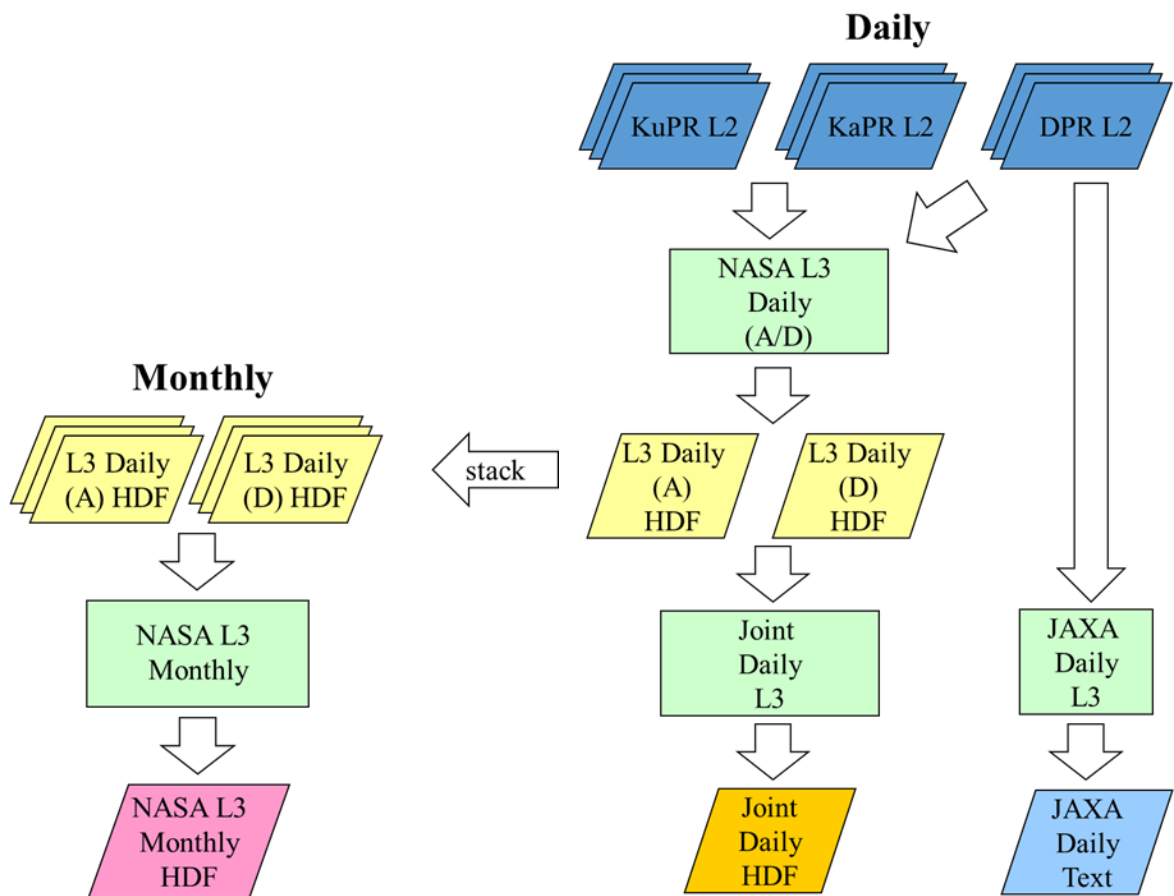 Daily
KuPR L2
KaPR L2
DPR L2
NASA L3
Daily
(A/D)
Monthly
L3 Daily
(A) HDF
L3 Daily
(D) HDF
stack
L3 Daily
(A)
HDF
L3 Daily
(D)
HDF
NASA L3
Monthly
Joint
Daily
L3
JAXA
Daily
L3
NASA L3
Monthly
HDF
Joint
Daily
HDF
JAXA
Daily
Text